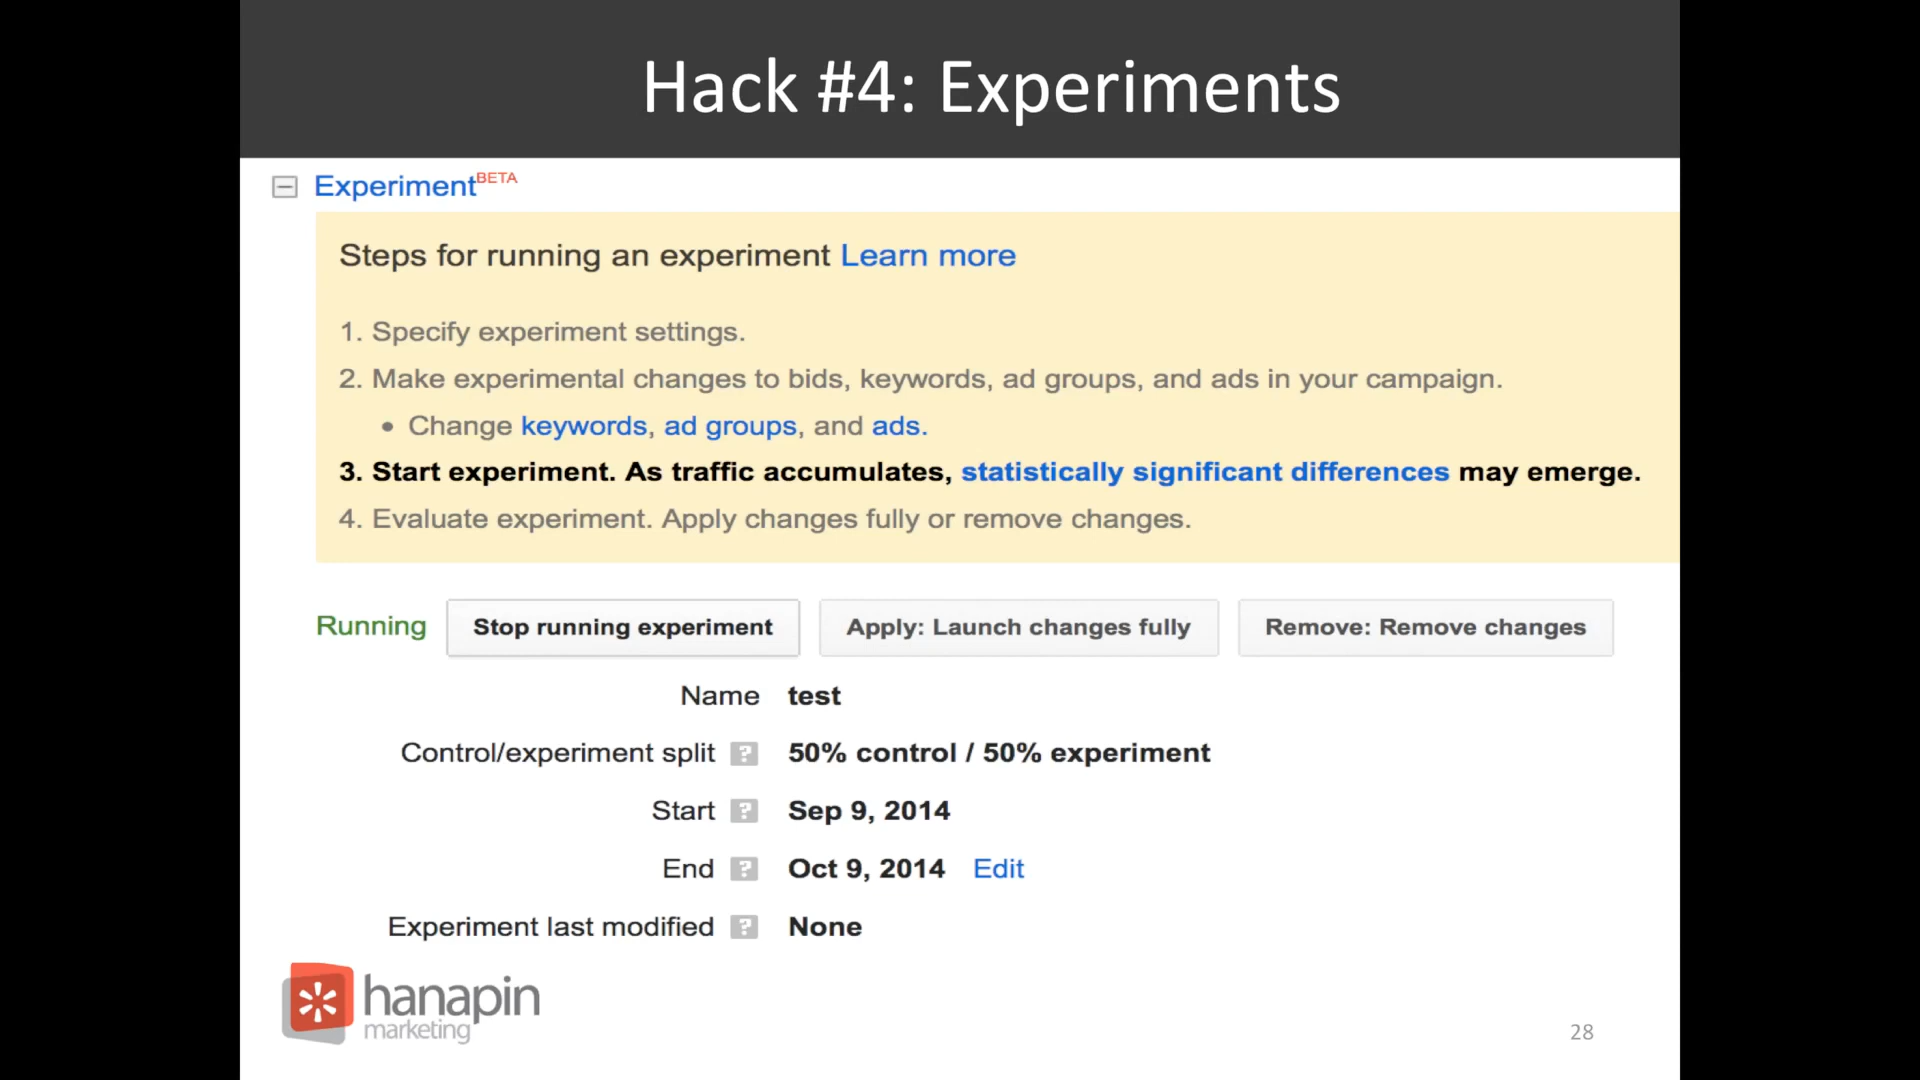 Hack #4: Experiments
Experiment BETA
Steps for running an experiment Learn more
1. Specify experiment settings.
2. Make experimental changes to bids, keywords, ad groups, and ads in your campaign.
• Change keywords, ad groups, and ads.
3. Start experiment. As traffic accumulates, statistically significant differences may emerge.
4. Evaluate experiment. Apply changes fully or remove changes.
Running Stop running experiment Apply: Launch changes fully Remove: Remove changes
Name test
Control/experiment split ? 50% control / 50% experiment
Start ? Sep 9, 2014
End ? Oct 9, 2014 Edit
Experiment last modified ? None
hanapin
marketing
28